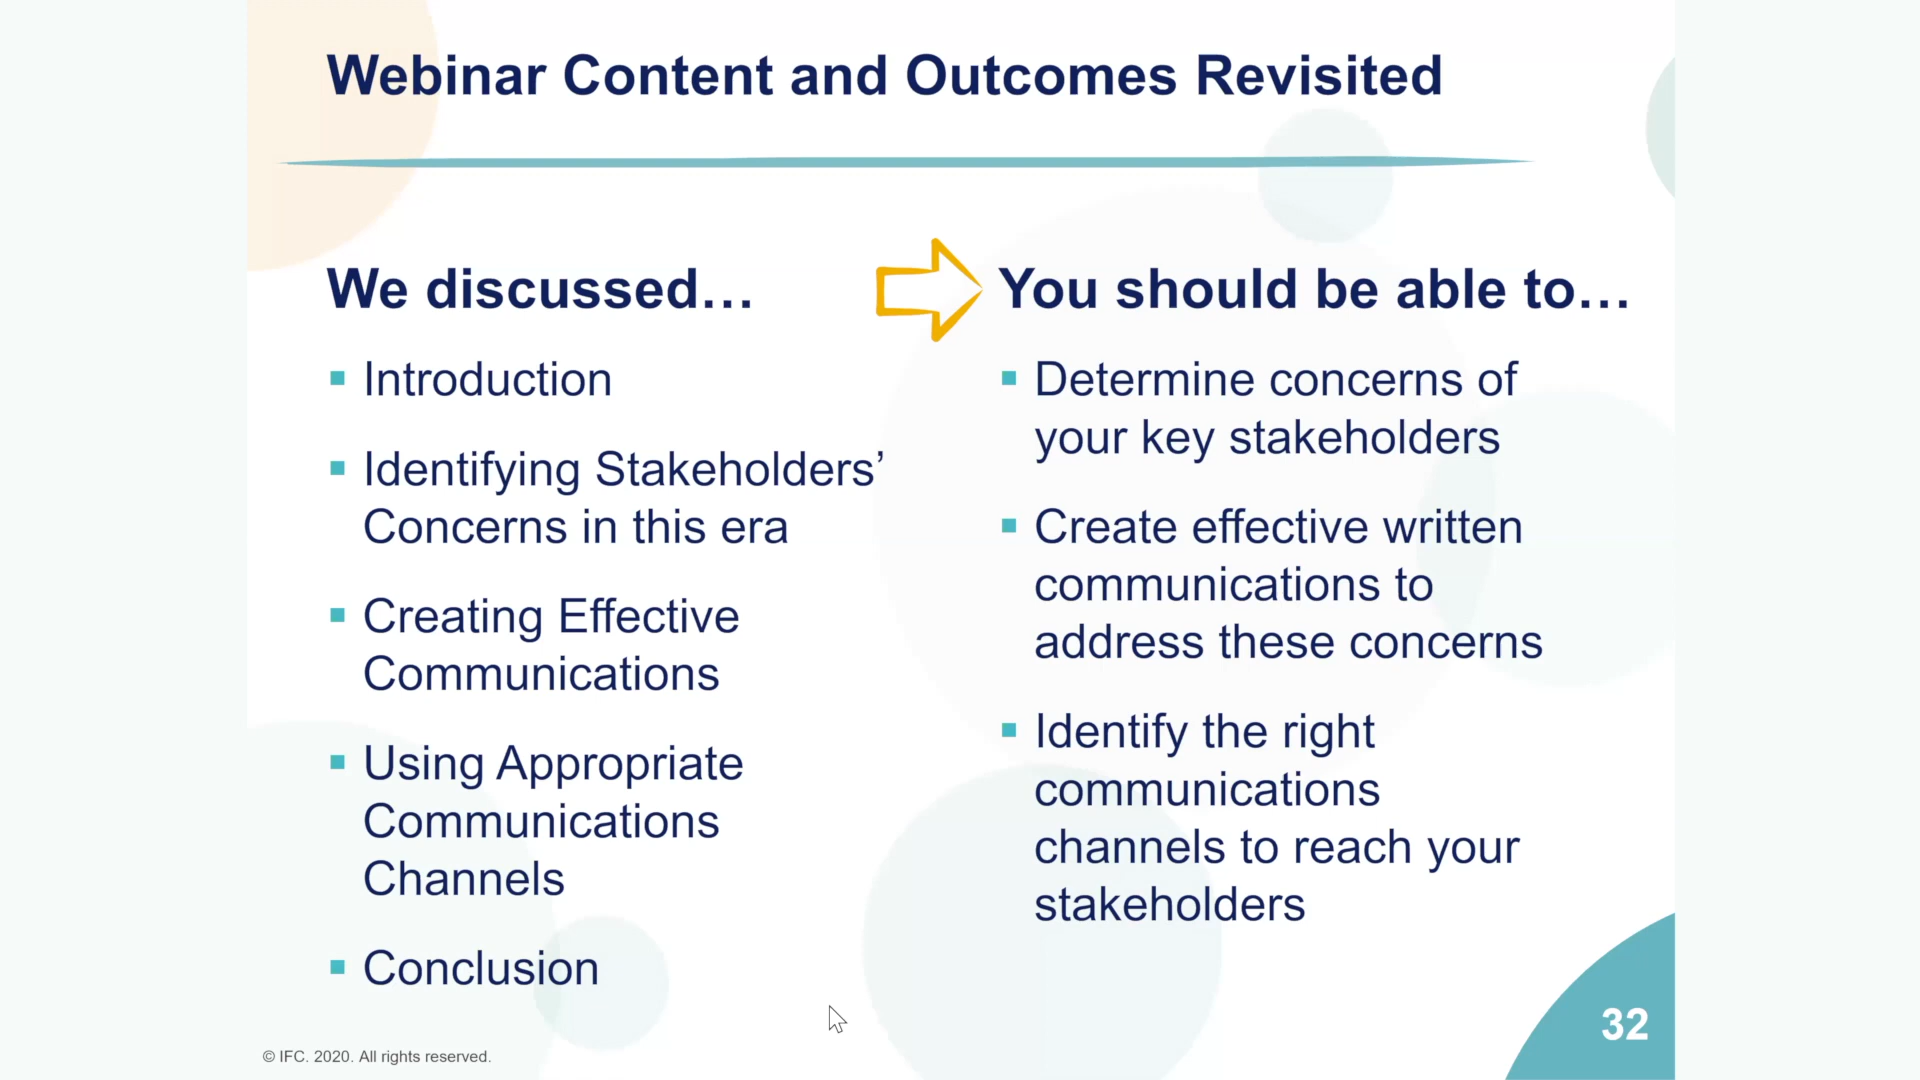 Webinar Content and Outcomes Revisited
We discussed…
Introduction
Identifying Stakeholders’
Concerns in this era
Creating Effective
Communications
Using Appropriate
Communications
Channels
Conclusion
You should be able to…
Determine concerns of
your key stakeholders
Create effective written
communications to
address these concerns
Identify the right
communications
channels to reach your
stakeholders
© IFC. 2020. All rights reserved.
32